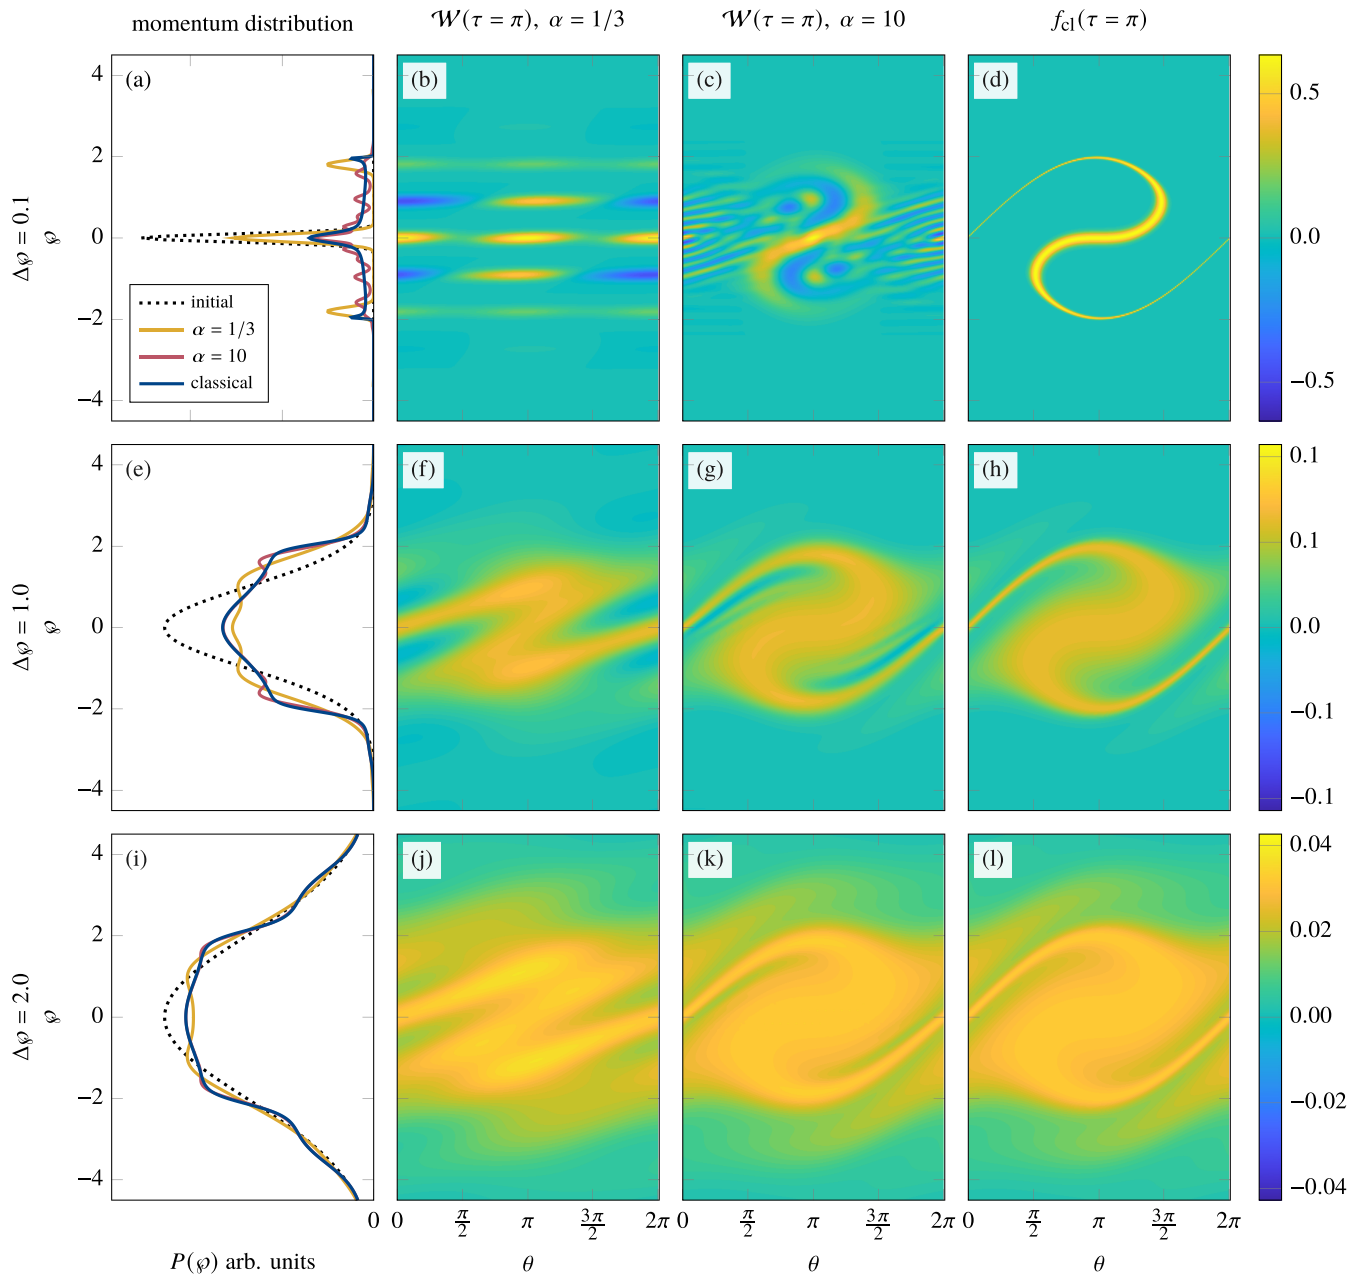 momentum distribution
𝒲(τ = π), α = 1/3
𝒲(τ = π), α = 10
f_cl(τ = π)
Δ℘ = 0.1
℘
4
2
0
−2
−4
(a)
initial
α = 1/3
α = 10
classical
(b)
(c)
(d)
0.5
0.0
−0.5
Δ℘ = 1.0
℘
4
2
0
−2
−4
(e)
(f)
(g)
(h)
0.1
0.1
0.0
−0.1
−0.1
Δ℘ = 2.0
℘
4
2
0
−2
−4
(i)
(j)
(k)
(l)
0.04
0.02
0.00
−0.02
−0.04
0
0 π/2 π 3π/2 2π
0 π/2 π 3π/2 2π
0 π/2 π 3π/2 2π
P(℘) arb. units
θ
θ
θ